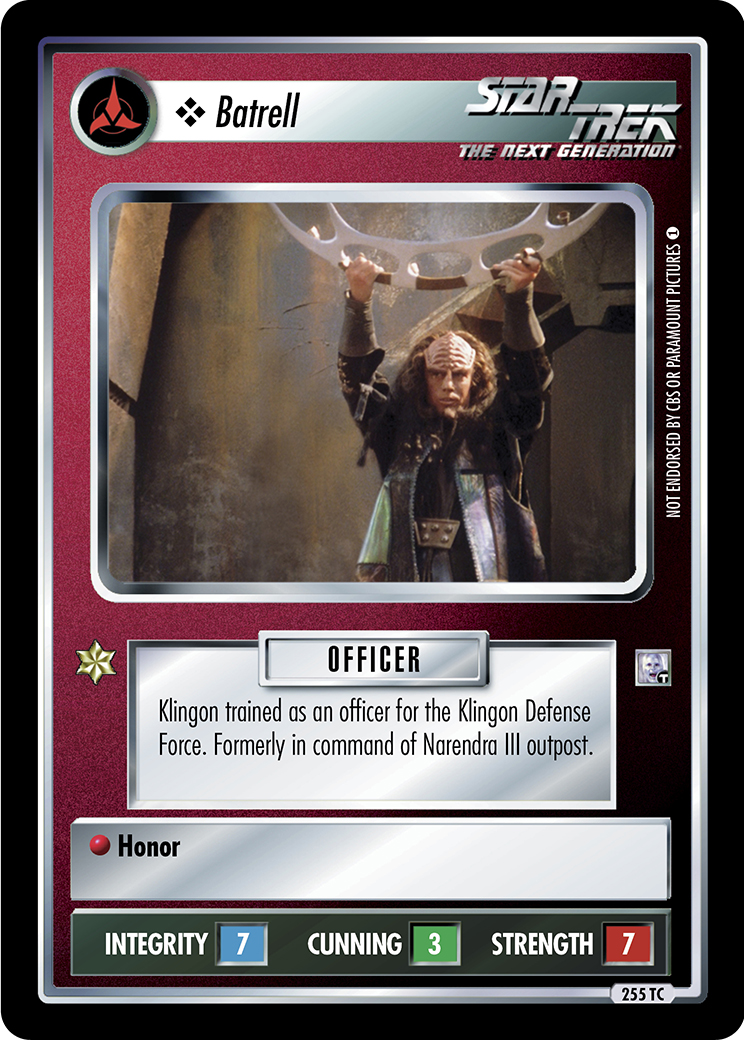 ❖ Batrell
STAR TREK
THE NEXT GENERATION
NOT ENDORSED BY CBS OR PARAMOUNT PICTURES 1
OFFICER
T
Klingon trained as an officer for the Klingon Defense
Force. Formerly in command of Narendra III outpost.
Honor
INTEGRITY 7 CUNNING 3 STRENGTH 7
255 TC